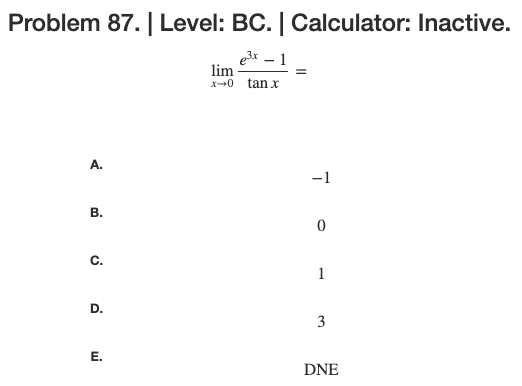 Problem 87. | Level: BC. | Calculator: Inactive.
lim x→0 (e^{3x} − 1) / (tan x) =
A. −1
B. 0
C. 1
D. 3
E. DNE